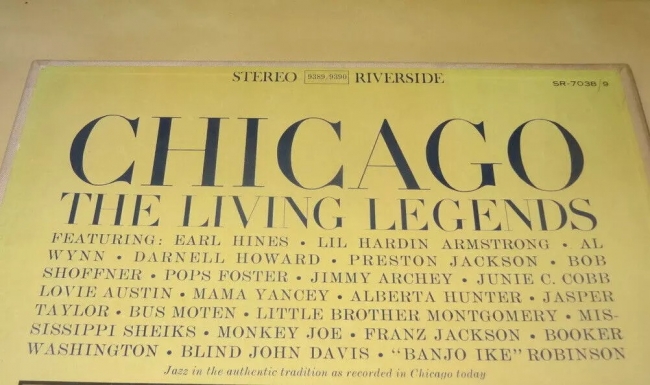 STEREO 9389/9390 RIVERSIDE SR-7038/9
CHICAGO
THE LIVING LEGENDS
FEATURING: EARL HINES • LIL HARDIN ARMSTRONG • AL
WYNN • DARNELL HOWARD • PRESTON JACKSON • BOB
SHOFFNER • POPS FOSTER • JIMMY ARCHEY • JUNIE C. COBB
LOVIE AUSTIN • MAMA YANCEY • ALBERTA HUNTER • JASPER
TAYLOR • BUS MOTEN • LITTLE BROTHER MONTGOMERY • MIS-
SISSIPPI SHEIKS • MONKEY JOE • FRANZ JACKSON • BOOKER
WASHINGTON • BLIND JOHN DAVIS • "BANJO IKE" ROBINSON
Jazz in the authentic tradition as recorded in Chicago today